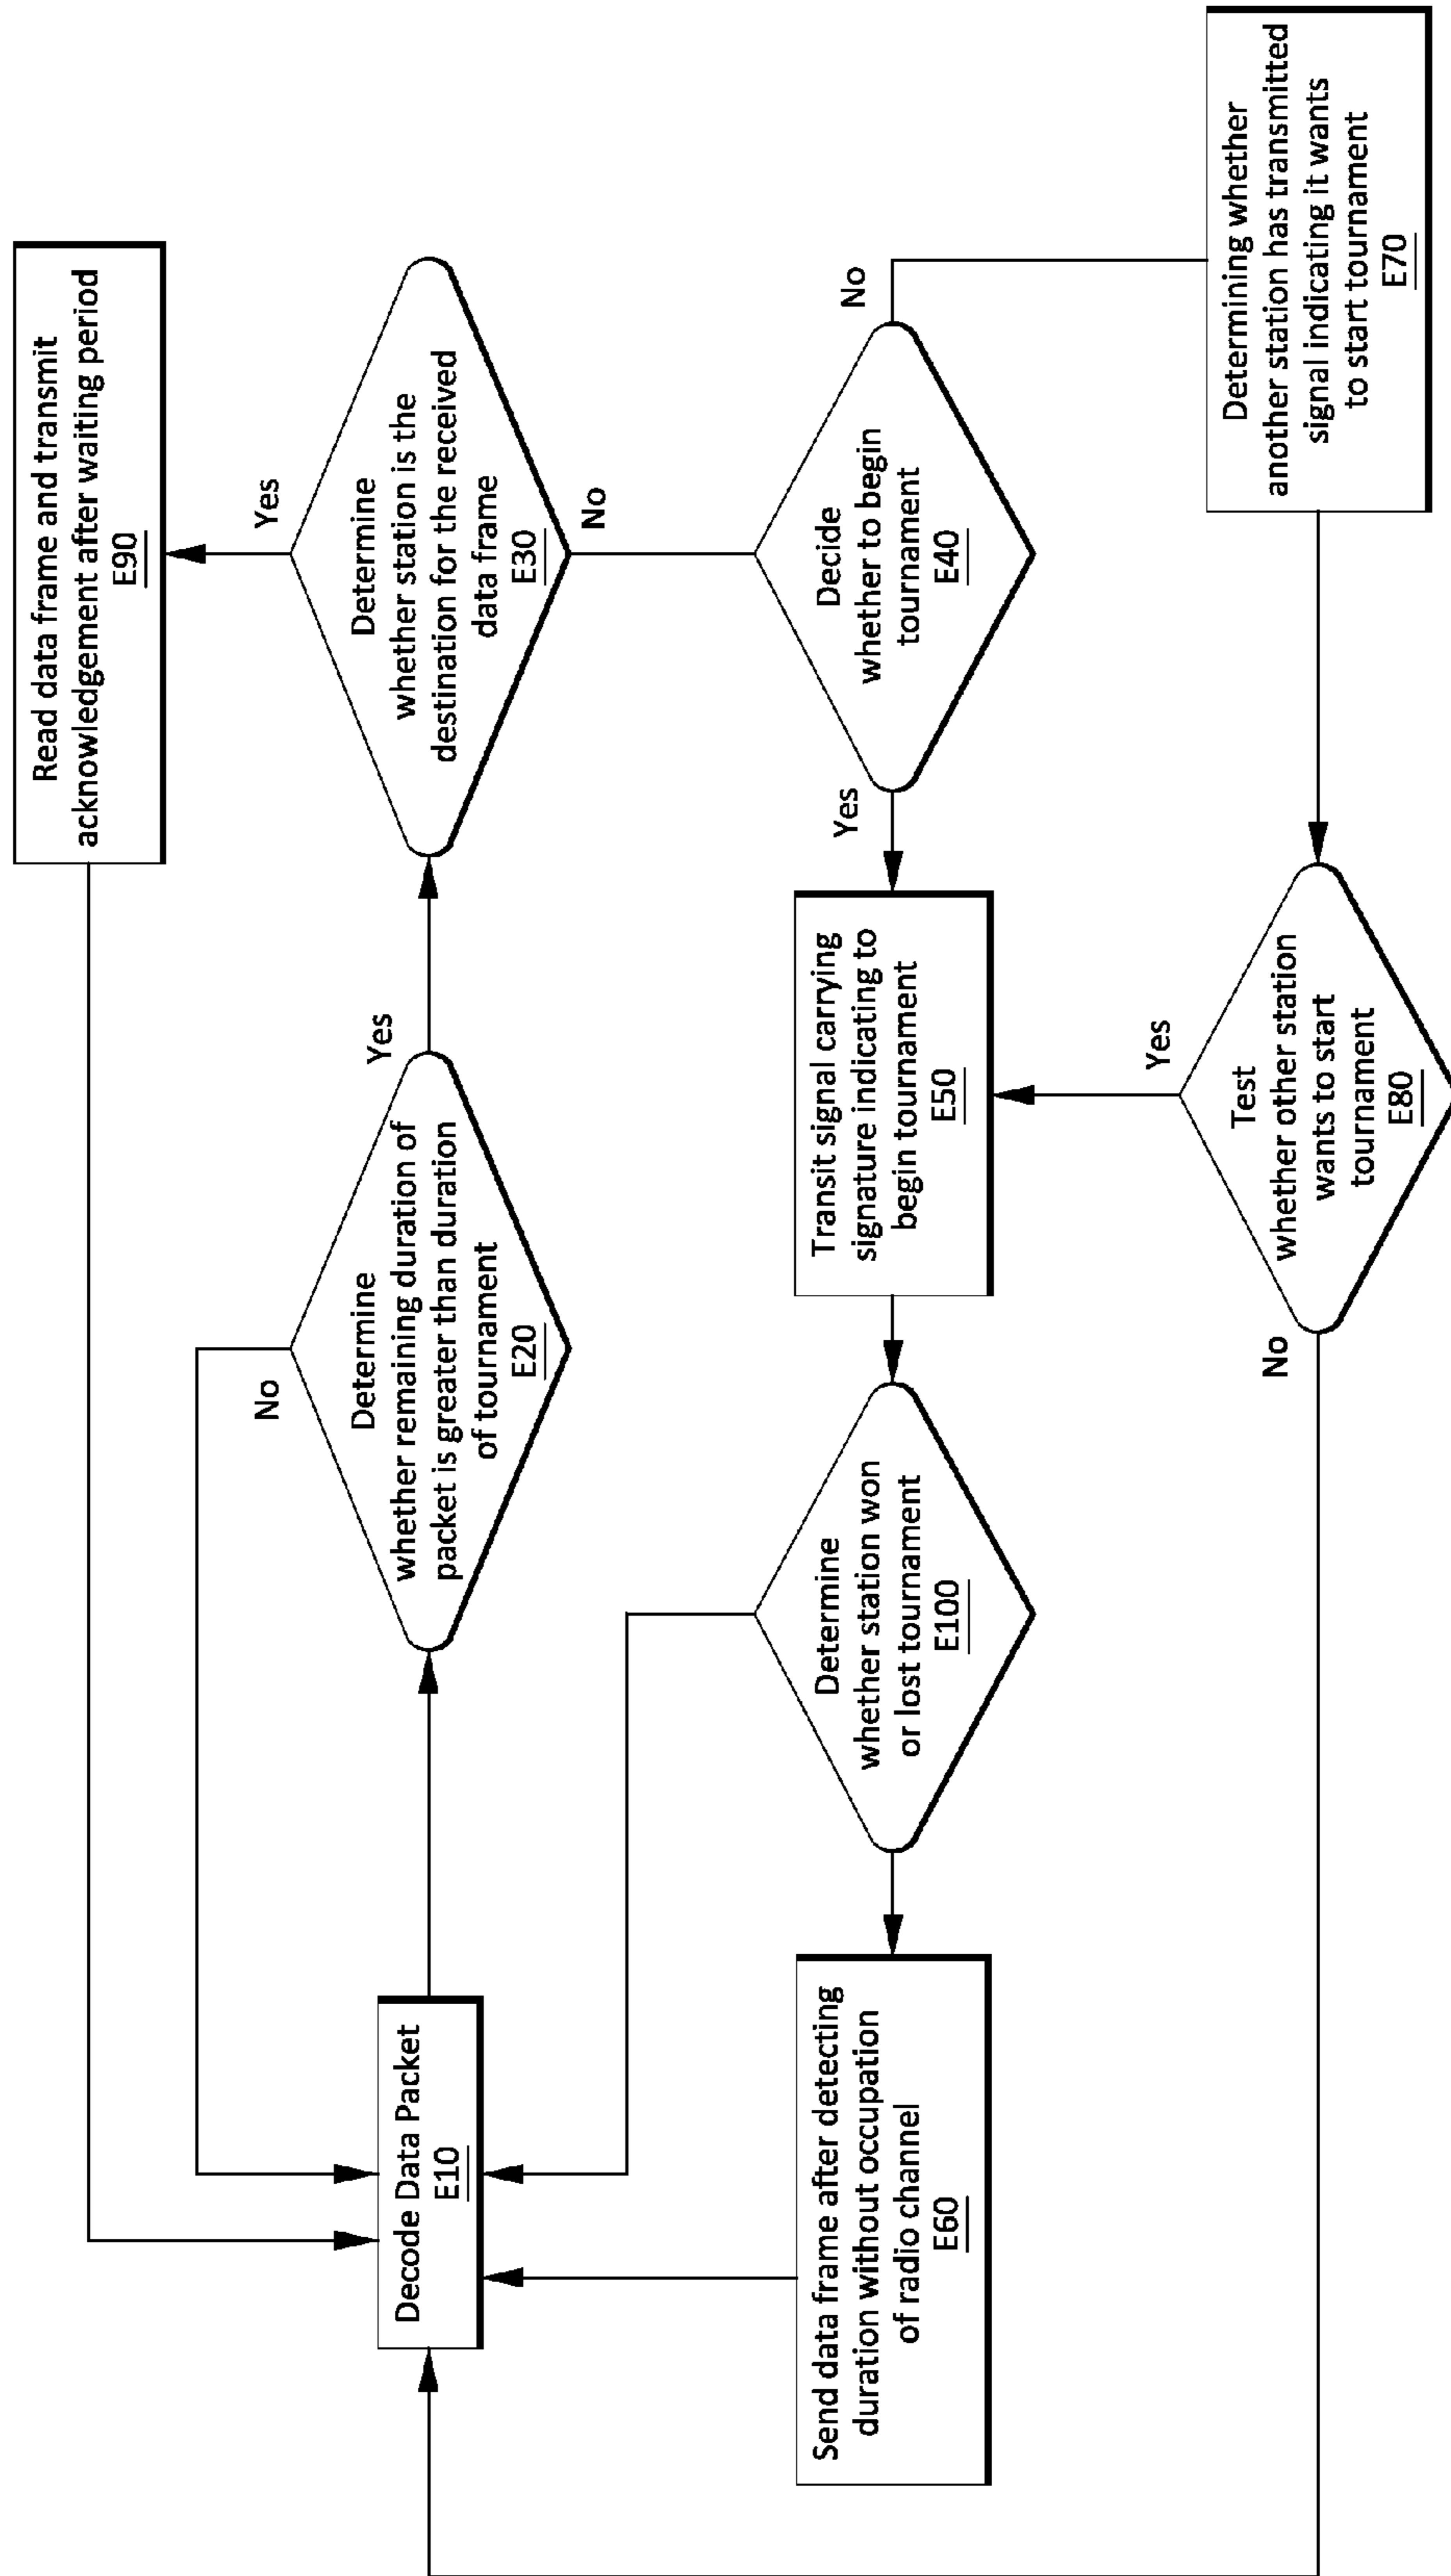 Decode Data Packet
E10
Determine
whether remaining duration of
packet is greater than duration
of tournament
E20
No
Yes
Determine
whether station is the
destination for the received
data frame
E30
Yes
No
Read data frame and transmit
acknowledgement after waiting period
E90
Send data frame after detecting
duration without occupation
of radio channel
E60
Determine
whether station won
or lost tournament
E100
Transit signal carrying
signature indicating to
begin tournament
E50
Yes
Decide
whether to begin
tournament
E40
No
No
Test
whether other station
wants to start
tournament
E80
Yes
Determining whether
another station has transmitted
signal indicating it wants
to start tournament
E70